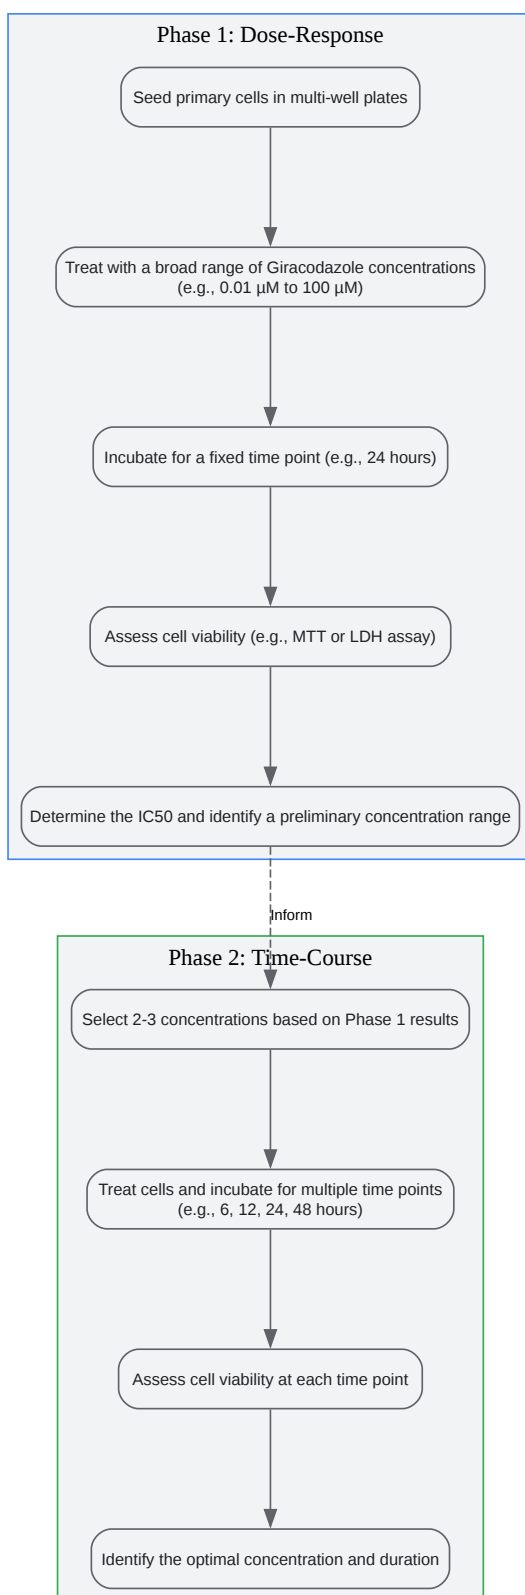 Phase 1: Dose-Response
Seed primary cells in multi-well plates
Treat with a broad range of Giracodazole concentrations
(e.g., 0.01 µM to 100 µM)
Incubate for a fixed time point (e.g., 24 hours)
Assess cell viability (e.g., MTT or LDH assay)
Determine the IC50 and identify a preliminary concentration range
Inform
Phase 2: Time-Course
Select 2-3 concentrations based on Phase 1 results
Treat cells and incubate for multiple time points
(e.g., 6, 12, 24, 48 hours)
Assess cell viability at each time point
Identify the optimal concentration and duration